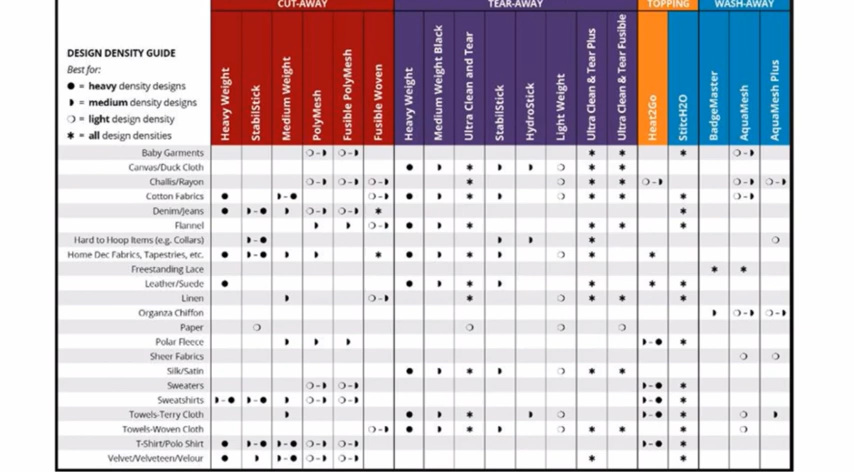 CUT-AWAY TEAR-AWAY TOPPING WASH-AWAY
DESIGN DENSITY GUIDE
Best for:
● = heavy density designs
◗ = medium density designs
❍ = light design density
✱ = all design densities
Heavy Weight
StabilStick
Medium Weight
PolyMesh
Fusible PolyMesh
Fusible Woven
Heavy Weight
Medium Weight Black
Ultra Clean and Tear
StabilStick
HydroStick
Light Weight
Ultra Clean & Tear Plus
Ultra Clean & Tear Fusible
Heat2Go
StitcH2O
BadgeMaster
AquaMesh
AquaMesh Plus
Baby Garments ❍-◗ ❍-◗ ✱ ✱ ✱ ❍-◗
Canvas/Duck Cloth ● ◗ ✱ ◗ ◗ ❍ ✱ ✱
Challis/Rayon ❍-◗ ❍-◗ ❍-◗ ✱ ❍ ✱ ✱ ❍-◗ ❍-◗ ❍-◗
Cotton Fabrics ● ◗-● ❍-◗ ● ◗ ✱ ◗ ❍ ✱ ✱ ✱ ❍-◗
Denim/Jeans ● ◗-● ◗ ❍-◗ ❍-◗ ✱ ✱
Flannel ◗ ◗ ❍-◗ ● ◗ ✱ ✱ ✱ ✱
Hard to Hoop Items (e.g. Collars) ◗-● ◗ ◗ ✱ ❍
Home Dec Fabrics, Tapestries, etc. ● ◗-● ◗ ◗ ✱ ● ◗ ✱ ◗ ❍ ✱ ✱
Freestanding Lace ✱ ✱
Leather/Suede ● ● ◗ ✱ ◗ ✱ ✱ ✱
Linen ◗ ❍-◗ ✱ ❍ ✱ ✱ ✱
Organza Chiffon ◗ ❍-◗ ❍-◗
Paper ❍ ❍ ❍ ❍
Polar Fleece ◗ ◗ ◗ ◗-● ✱
Sheer Fabrics ❍ ❍
Silk/Satin ● ◗ ✱ ◗ ❍ ✱ ✱
Sweaters ❍-◗ ❍-◗ ◗-● ✱
Sweatshirts ◗-● ◗-● ◗ ❍-◗ ❍-◗ ◗-● ✱
Towels-Terry Cloth ◗ ● ◗ ✱ ◗ ❍ ◗-● ✱ ❍ ◗
Towels-Woven Cloth ❍-◗ ● ◗ ✱ ◗ ❍ ✱ ✱ ✱ ❍
T-Shirt/Polo Shirt ● ◗-● ◗-● ❍-◗ ❍-◗ ◗-● ✱
Velvet/Velveteen/Velour ● ◗ ◗-● ❍-◗ ❍-◗ ✱ ✱